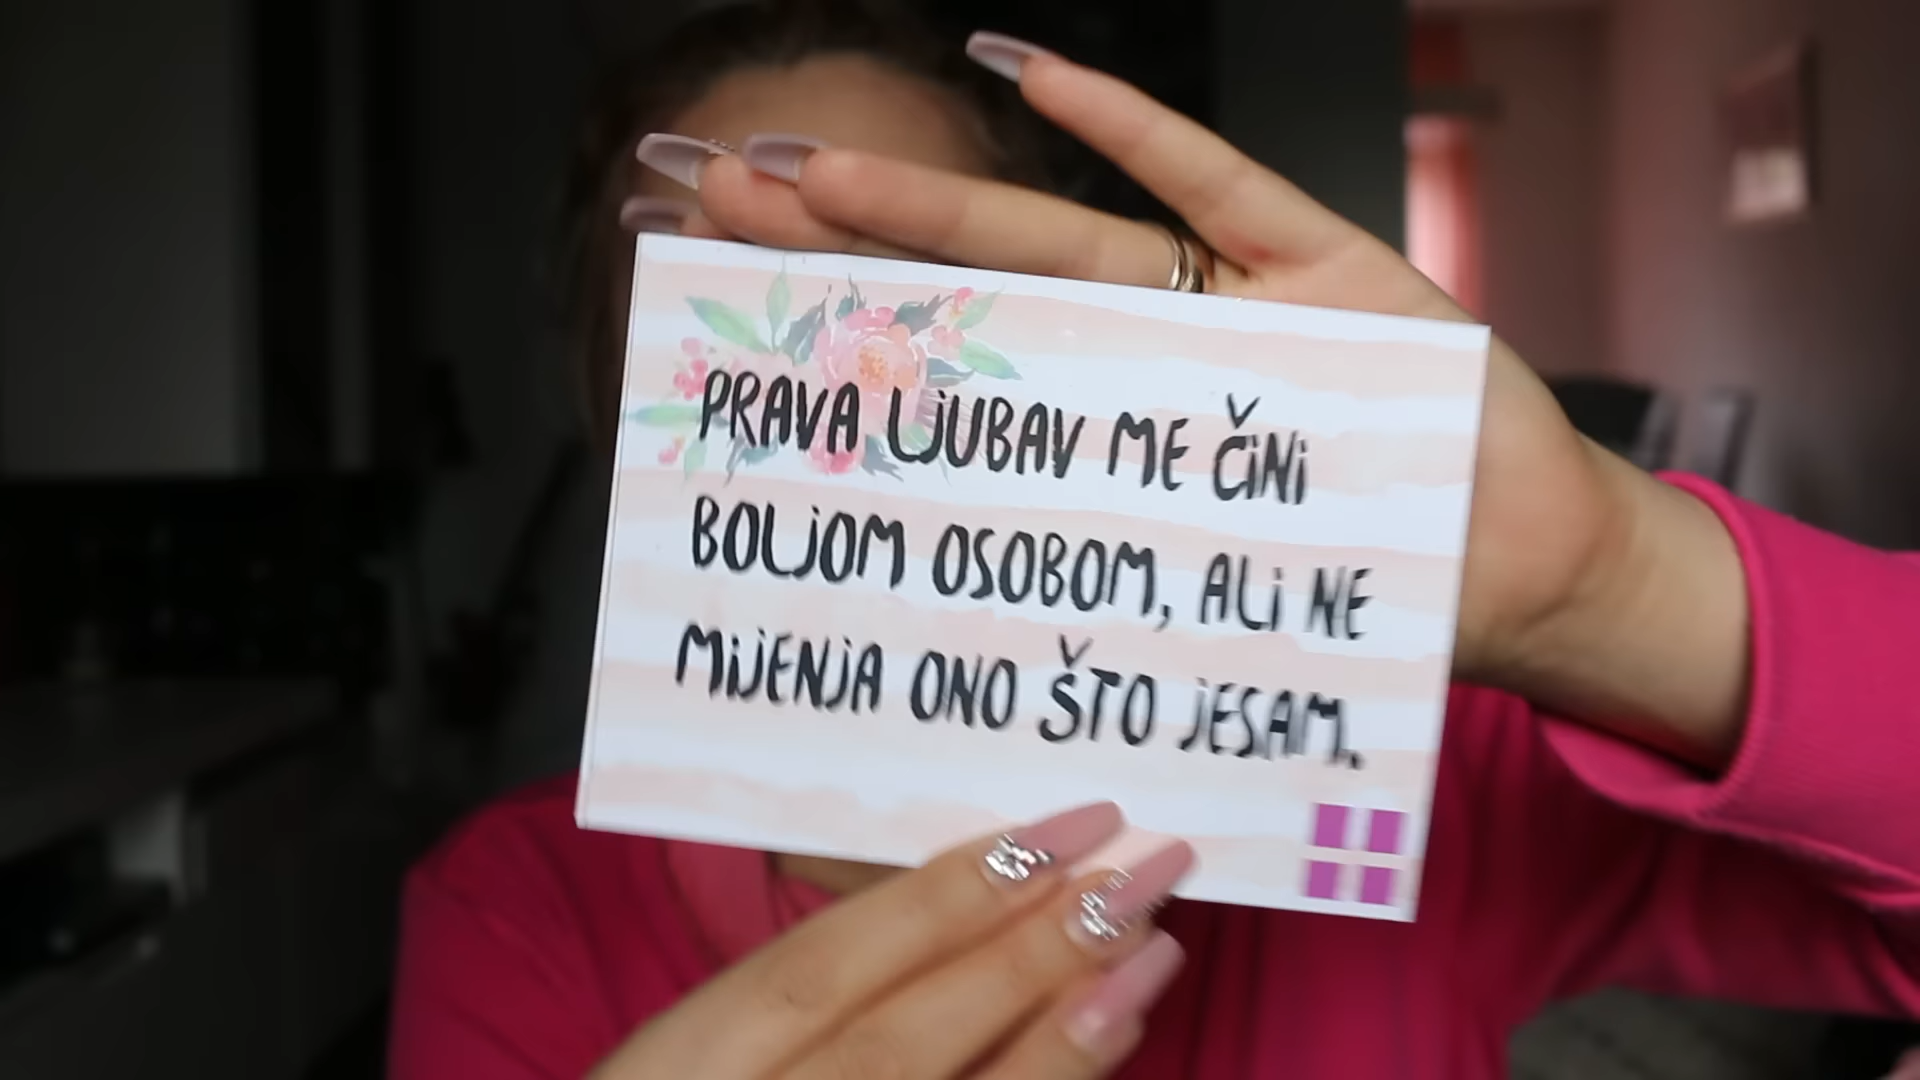 PRAVA LJUBAV ME ČINI
BOLJOM OSOBOM, ALI NE
MIJENJA ONO ŠTO JESAM.